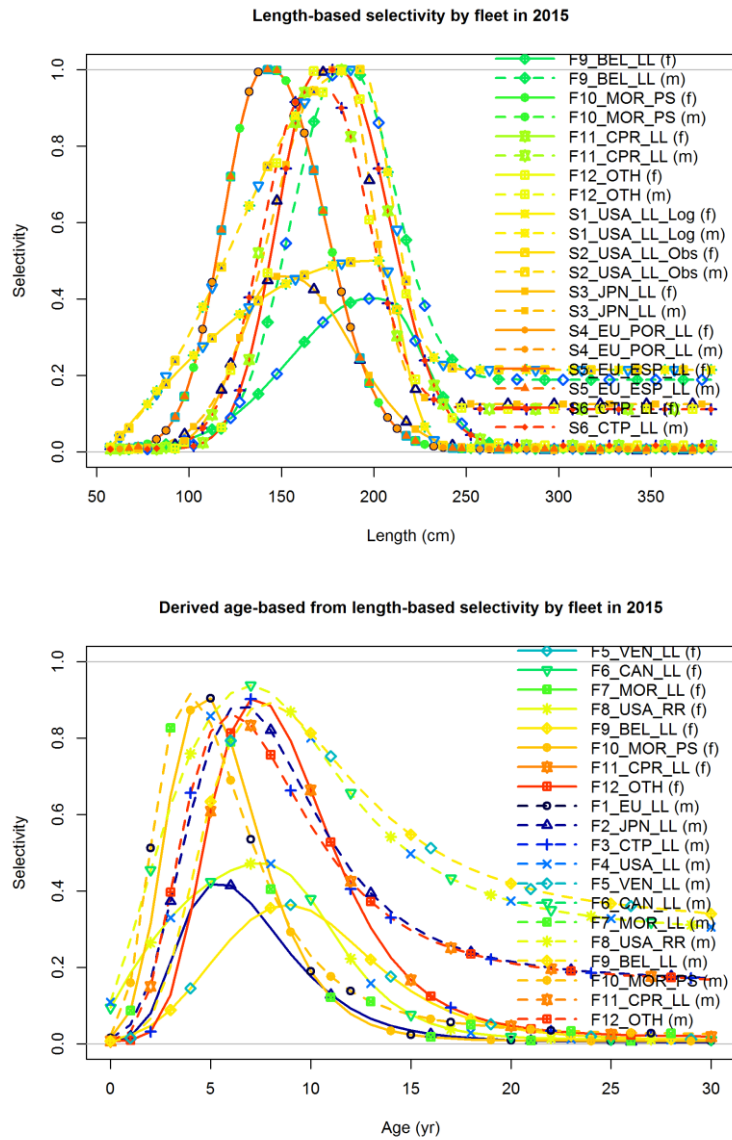 Length-based selectivity by fleet in 2015
Selectivity
1.0
0.8
0.6
0.4
0.2
0.0
F9_BEL_LL (f)
F9_BEL_LL (m)
F10_MOR_PS (f)
F10_MOR_PS (m)
F11_CPR_LL (f)
F11_CPR_LL (m)
F12_OTH (f)
F12_OTH (m)
S1_USA_LL_Log (f)
S1_USA_LL_Log (m)
S2_USA_LL_Obs (f)
S2_USA_LL_Obs (m)
S3_JPN_LL (f)
S3_JPN_LL (m)
S4_EU_POR_LL (f)
S4_EU_POR_LL (m)
S5_EU_ESP_LL (f)
S5_EU_ESP_LL (m)
S6_CTP_LL (f)
S6_CTP_LL (m)
50 100 150 200 250 300 350
Length (cm)
Derived age-based from length-based selectivity by fleet in 2015
Selectivity
1.0
0.8
0.6
0.4
0.2
0.0
F5_VEN_LL (f)
F6_CAN_LL (f)
F7_MOR_LL (f)
F8_USA_RR (f)
F9_BEL_LL (f)
F10_MOR_PS (f)
F11_CPR_LL (f)
F12_OTH (f)
F1_EU_LL (m)
F2_JPN_LL (m)
F3_CTP_LL (m)
F4_USA_LL (m)
F5_VEN_LL (m)
F6_CAN_LL (m)
F7_MOR_LL (m)
F8_USA_RR (m)
F9_BEL_LL (m)
F10_MOR_PS (m)
F11_CPR_LL (m)
F12_OTH (m)
0 5 10 15 20 25 30
Age (yr)